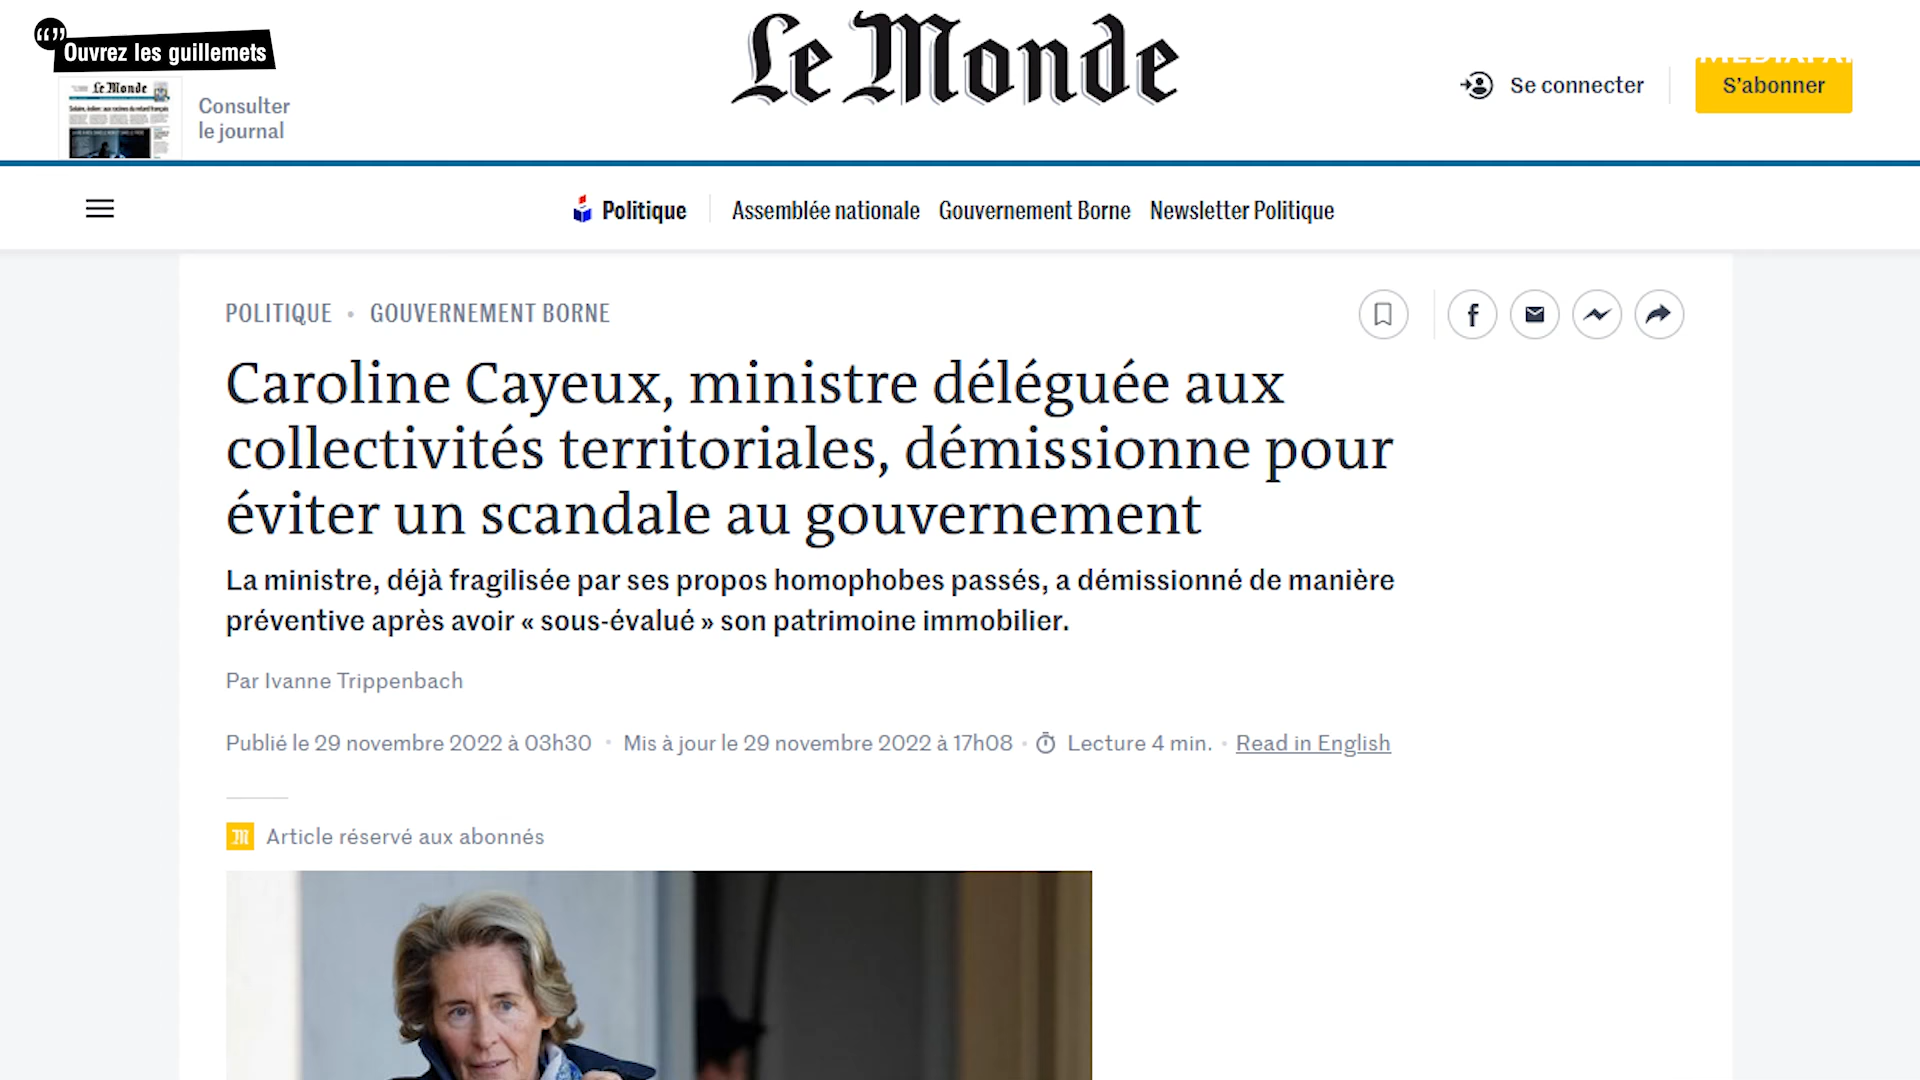 Ouvrez les guillemets
Le Monde
Consulter
le journal
Le Monde
Se connecter
S'abonner
Politique
Assemblée nationale
Gouvernement Borne
Newsletter Politique
POLITIQUE • GOUVERNEMENT BORNE
Caroline Cayeux, ministre déléguée aux
collectivités territoriales, démissionne pour
éviter un scandale au gouvernement
La ministre, déjà fragilisée par ses propos homophobes passés, a démissionné de manière
préventive après avoir « sous-évalué » son patrimoine immobilier.
Par Ivanne Trippenbach
Publié le 29 novembre 2022 à 03h30 • Mis à jour le 29 novembre 2022 à 17h08 • Lecture 4 min. • Read in English
Article réservé aux abonnés